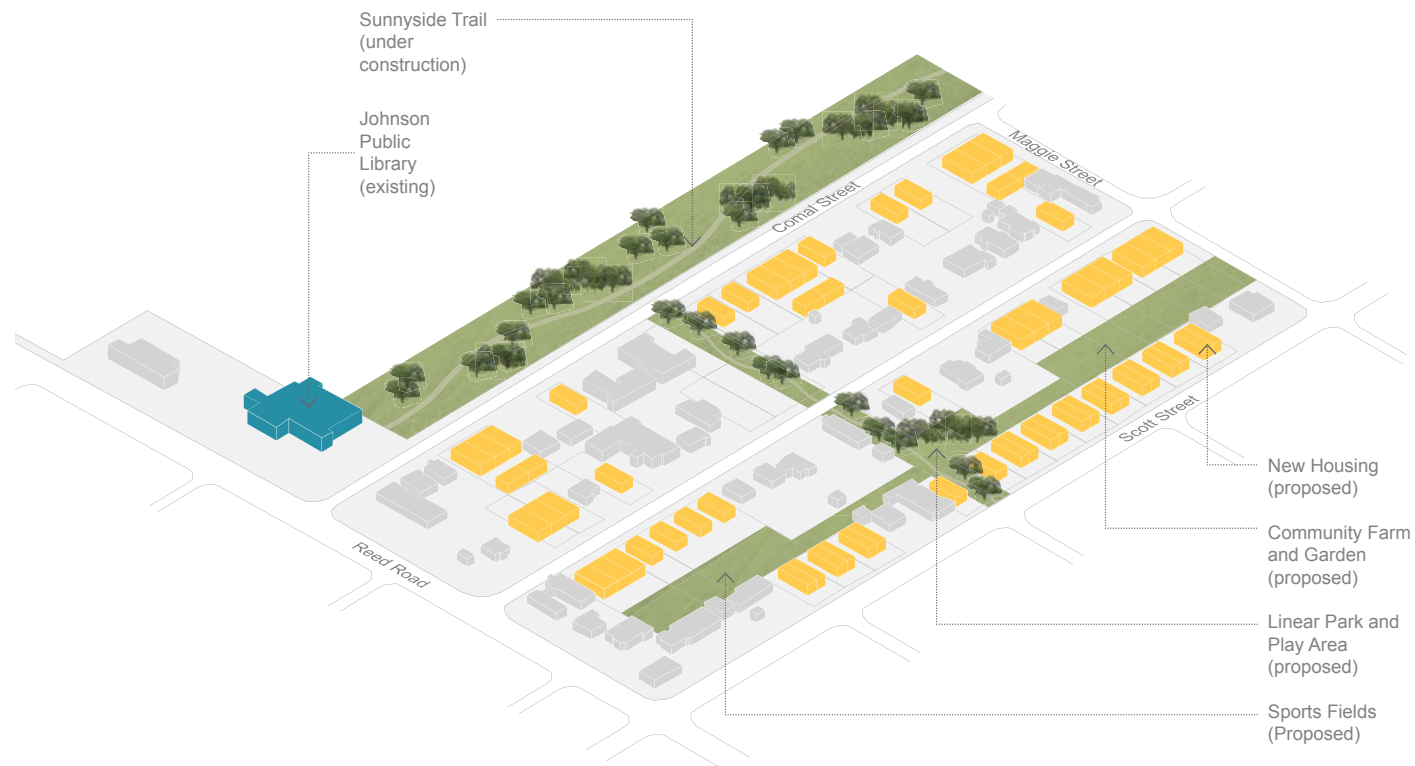 Sunnyside Trail
(under
construction)
Johnson
Public
Library
(existing)
Maggie Street
Comal Street
Scott Street
Reed Road
New Housing
(proposed)
Community Farm
and Garden
(proposed)
Linear Park and
Play Area
(proposed)
Sports Fields
(Proposed)